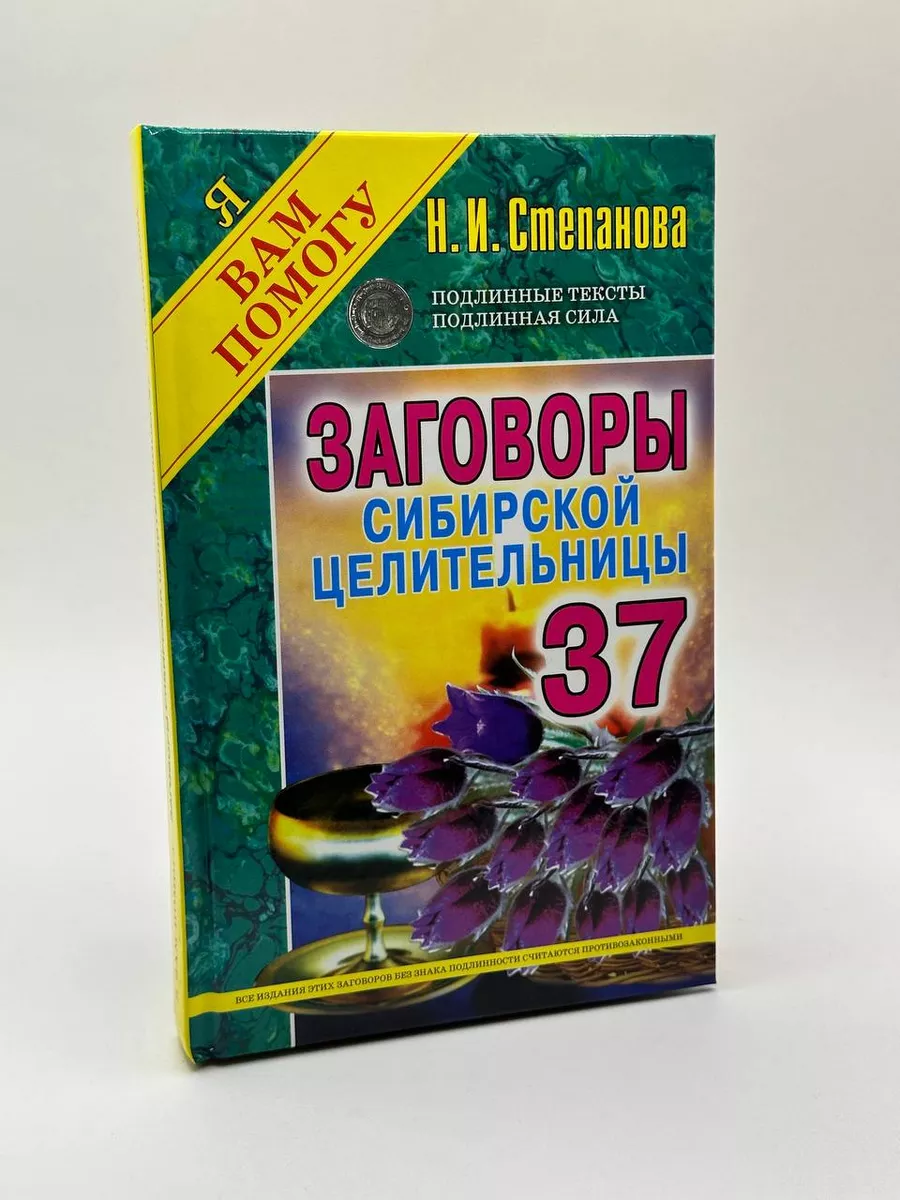 Я
ВАМ
ПОМОГУ
Н. И. Степанова
ПОДЛИННЫЕ ТЕКСТЫ
ПОДЛИННАЯ СИЛА
ЗАГОВОРЫ
СИБИРСКОЙ
ЦЕЛИТЕЛЬНИЦЫ
37
ВСЕ ИЗДАНИЯ ЭТИХ ЗАГОВОРОВ БЕЗ ЗНАКА ПОДЛИННОСТИ СЧИТАЮТСЯ ПРОТИВОЗАКОННЫМИ